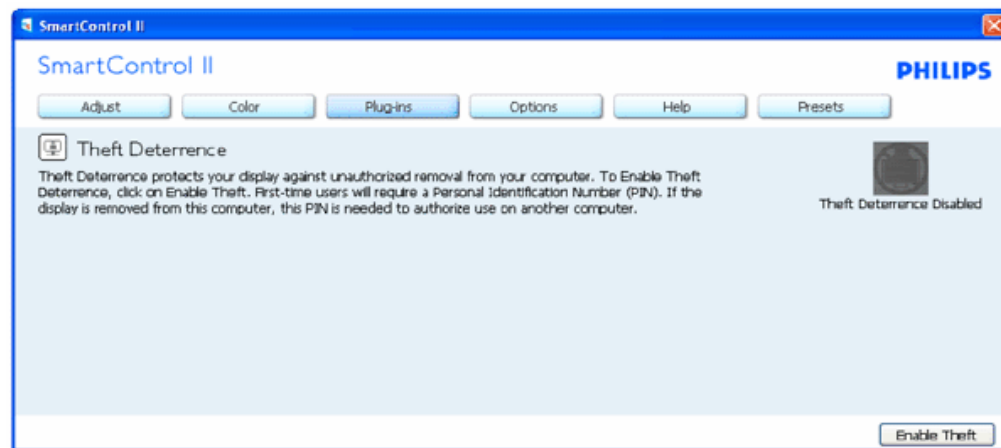 SmartControl II
SmartControl II
PHILIPS
Adjust Color Plug-ins Options Help Presets
Theft Deterrence
Theft Deterrence protects your display against unauthorized removal from your computer. To Enable Theft
Deterrence, click on Enable Theft. First-time users will require a Personal Identification Number (PIN). If the
display is removed from this computer, this PIN is needed to authorize use on another computer.
Theft Deterrence Disabled
Enable Theft